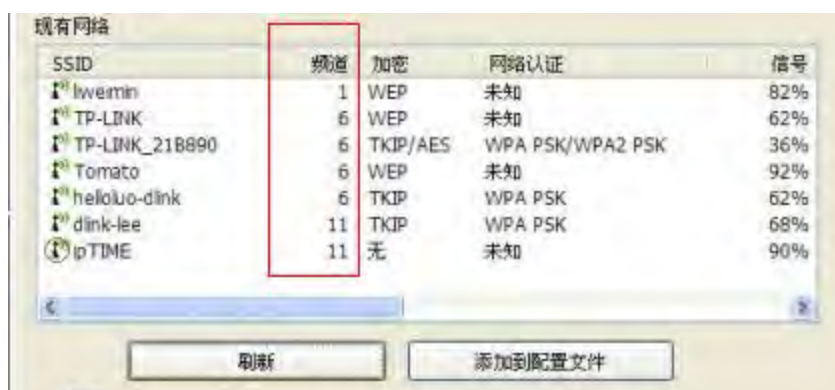 现有网络
SSID 频道 加密 网络认证 信号
liweimin 1 WEP 未知 82%
TP-LINK 6 WEP 未知 62%
TP-LINK_21B890 6 TKIP/AES WPA PSK/WPA2 PSK 36%
Tomato 6 WEP 未知 92%
helloluo-dlink 6 TKIP WPA PSK 62%
dlink-lee 11 TKIP WPA PSK 68%
ipTIME 11 无 未知 90%
刷新 添加到配置文件